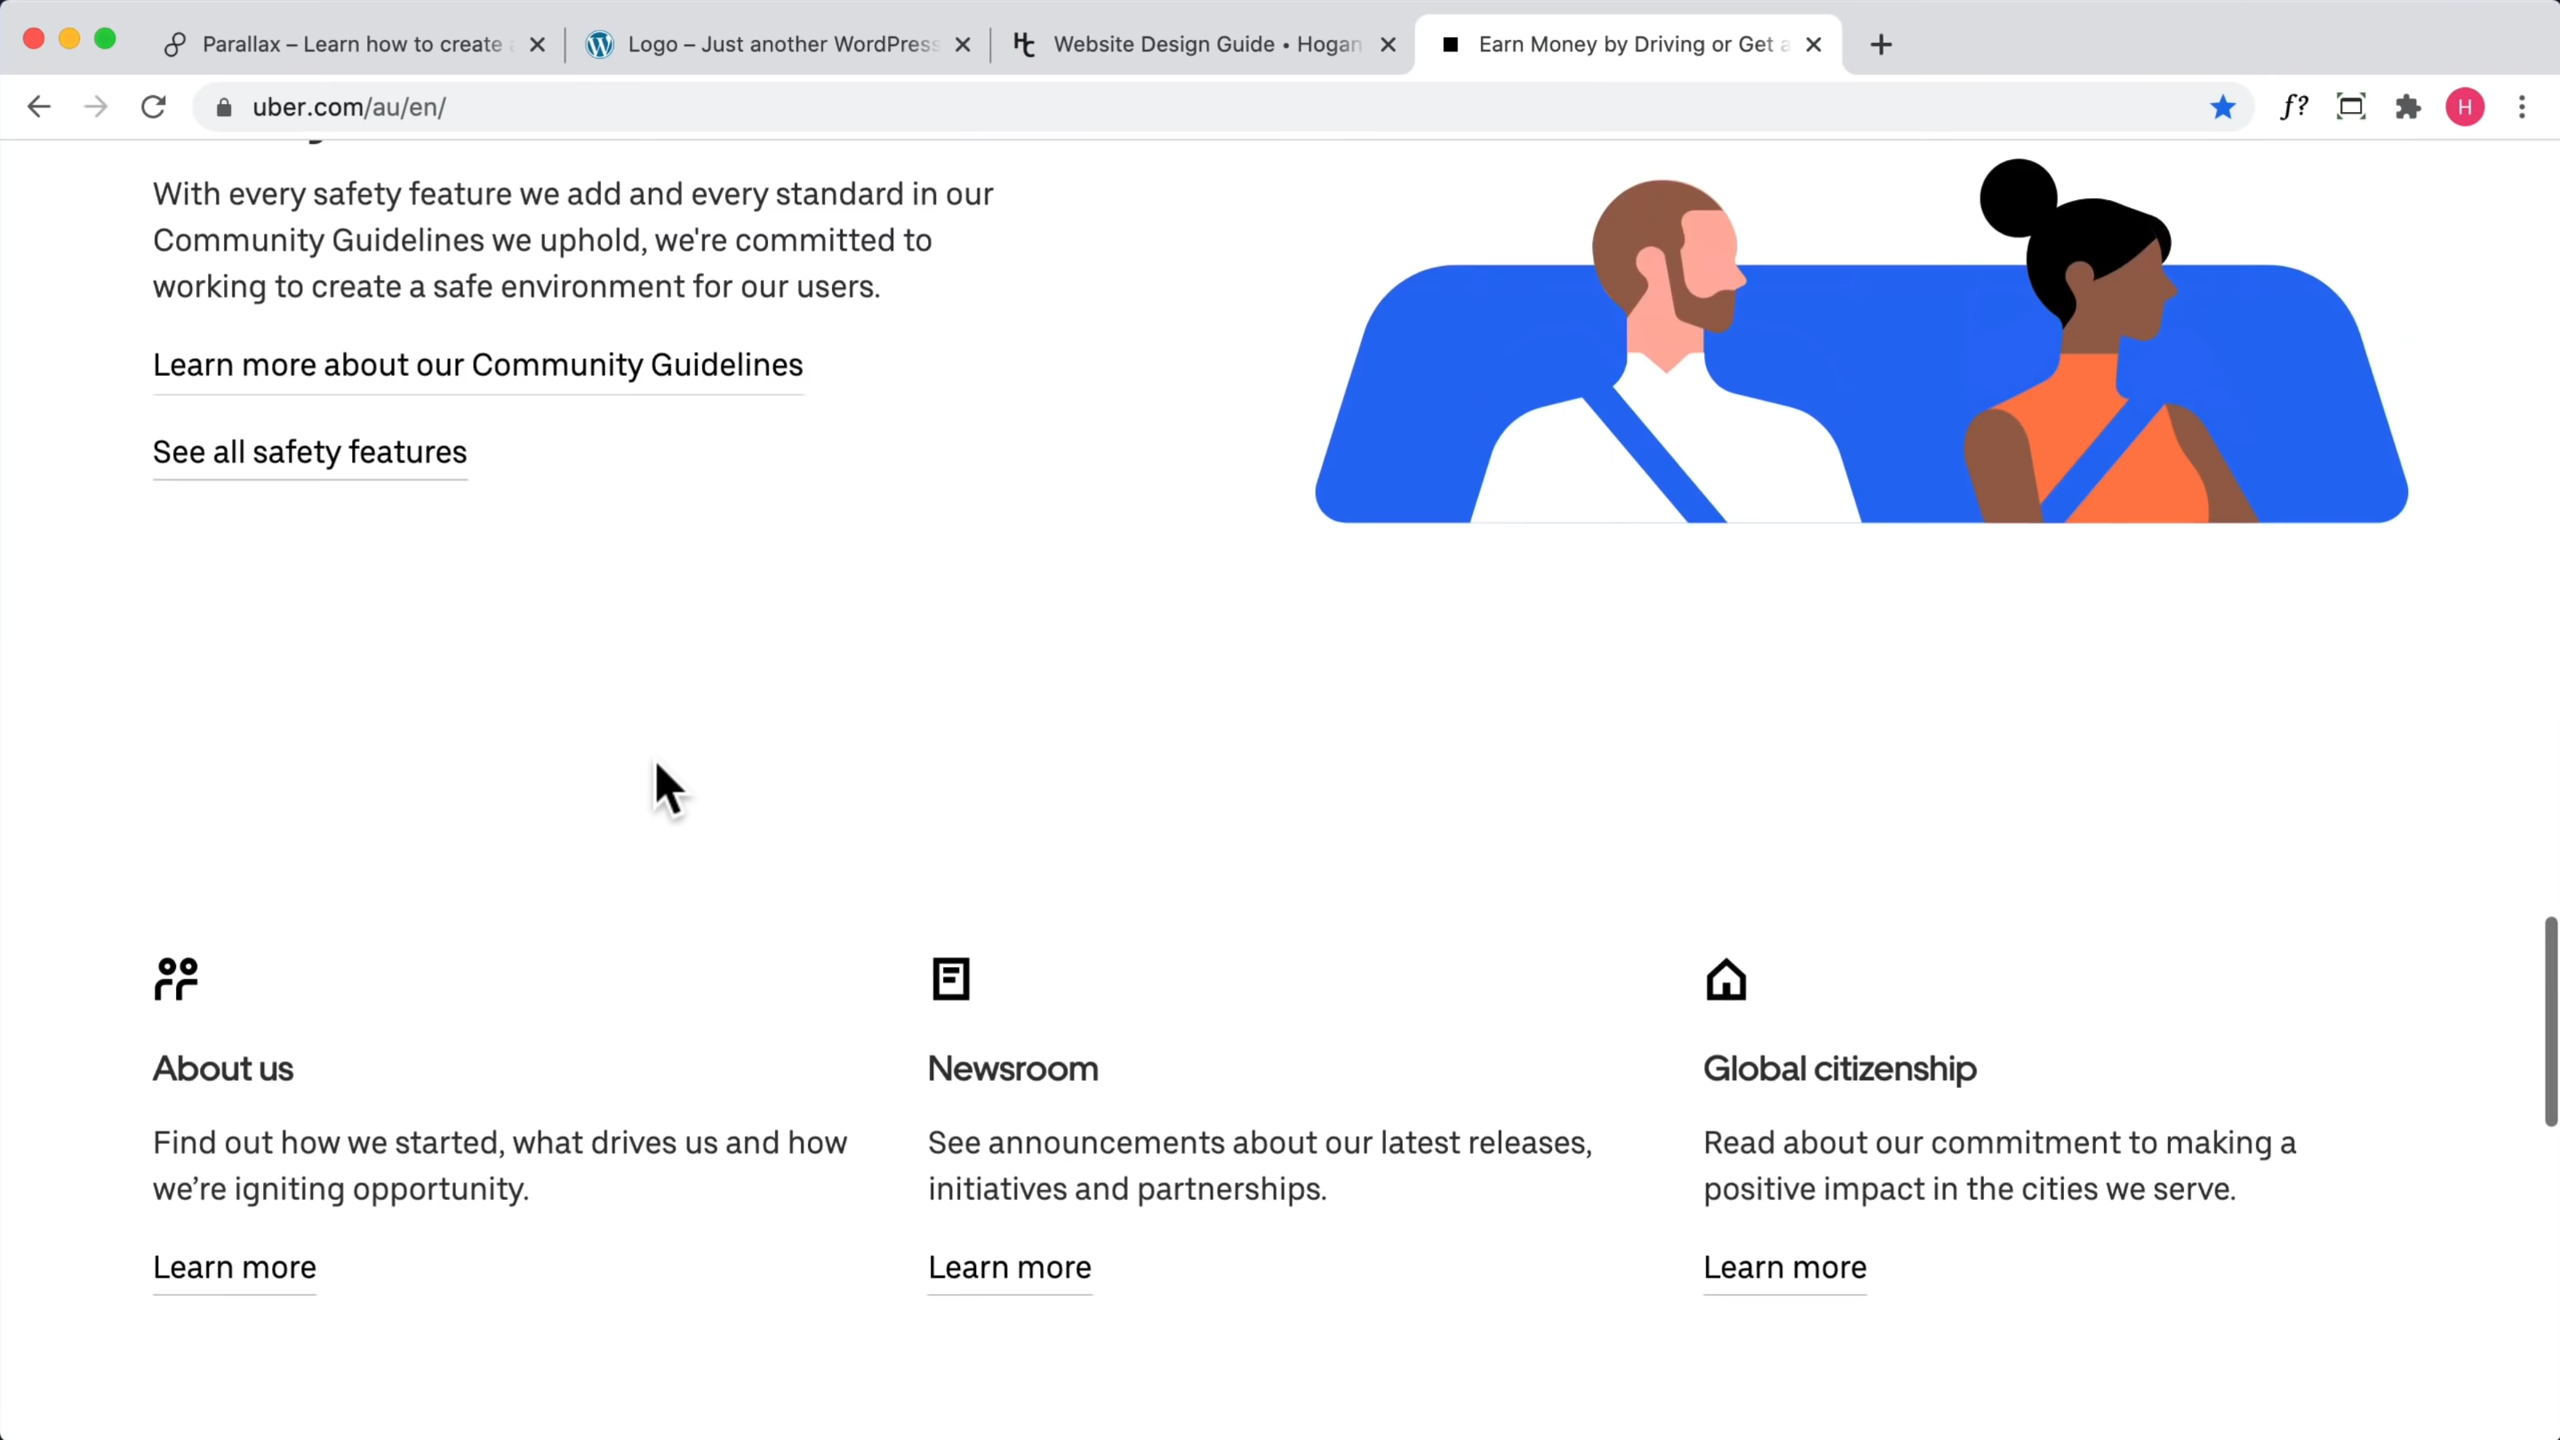 Parallax – Learn how to create
Logo – Just another WordPress
Website Design Guide • Hogan
Earn Money by Driving or Get a
uber.com/au/en/
f?
H
With every safety feature we add and every standard in our
Community Guidelines we uphold, we're committed to
working to create a safe environment for our users.
Learn more about our Community Guidelines
See all safety features
About us
Find out how we started, what drives us and how
we’re igniting opportunity.
Learn more
Newsroom
See announcements about our latest releases,
initiatives and partnerships.
Learn more
Global citizenship
Read about our commitment to making a
positive impact in the cities we serve.
Learn more